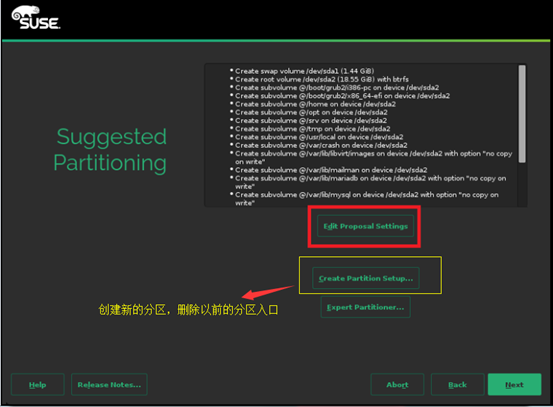 SUSE
Suggested
Partitioning
• Create swap volume /dev/sda1 (1.44 GiB)
• Create root volume /dev/sda2 (18.55 GiB) with btrfs
• Create subvolume @/boot/grub2/i386-pc on device /dev/sda2
• Create subvolume @/boot/grub2/x86_64-efi on device /dev/sda2
• Create subvolume @/home on device /dev/sda2
• Create subvolume @/opt on device /dev/sda2
• Create subvolume @/srv on device /dev/sda2
• Create subvolume @/tmp on device /dev/sda2
• Create subvolume @/usr/local on device /dev/sda2
• Create subvolume @/var/crash on device /dev/sda2
• Create subvolume @/var/lib/libvirt/images on device /dev/sda2 with option "no copy
on write"
• Create subvolume @/var/lib/mailman on device /dev/sda2
• Create subvolume @/var/lib/mariadb on device /dev/sda2 with option "no copy on
write"
• Create subvolume @/var/lib/mysql on device /dev/sda2 with option "no copy on
write"
Edit Proposal Settings
Create Partition Setup...
创建新的分区，删除以前的分区入口
Expert Partitioner...
Help
Release Notes...
Abort
Back
Next